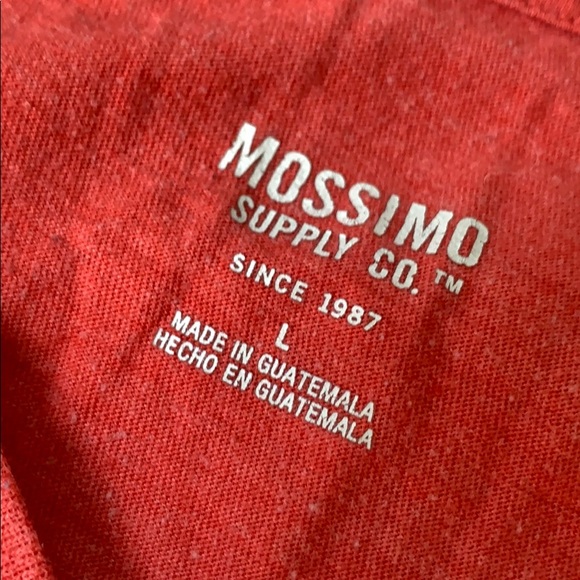 MOSSIMO
SUPPLY CO.™
SINCE 1987
L
MADE IN GUATEMALA
HECHO EN GUATEMALA